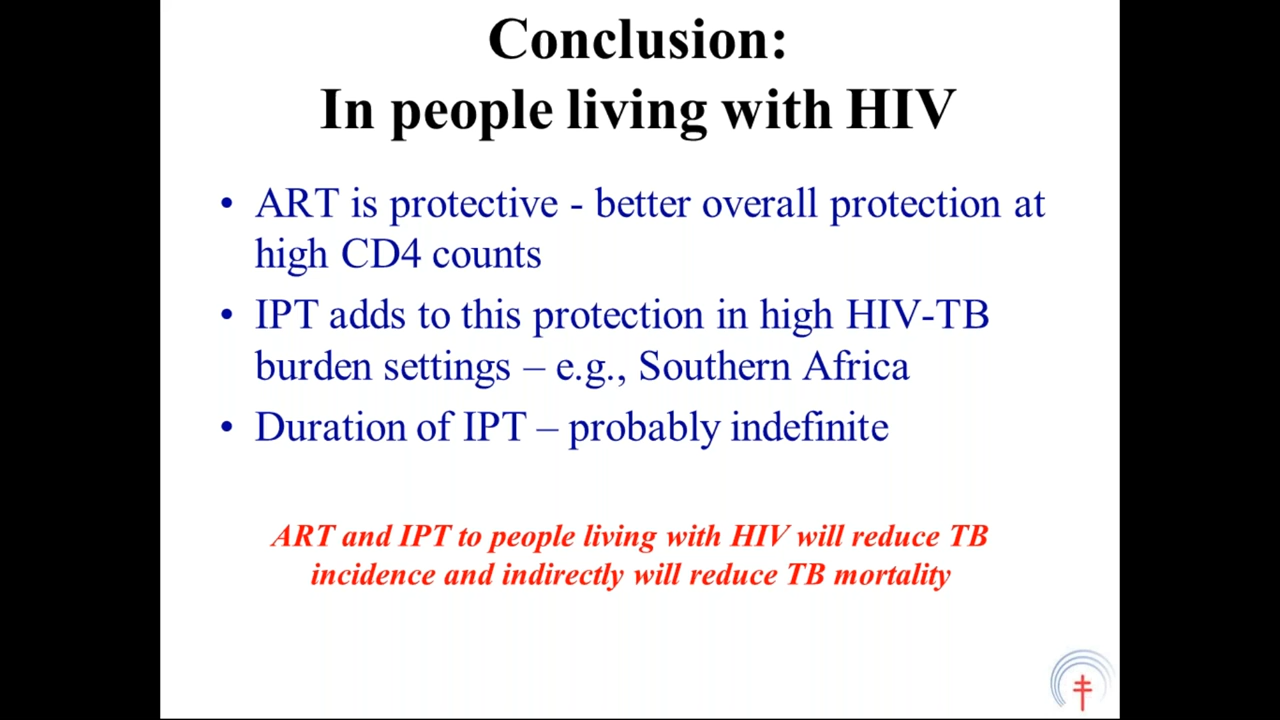 Conclusion:
In people living with HIV
• ART is protective - better overall protection at
high CD4 counts
• IPT adds to this protection in high HIV-TB
burden settings – e.g., Southern Africa
• Duration of IPT – probably indefinite
ART and IPT to people living with HIV will reduce TB
incidence and indirectly will reduce TB mortality